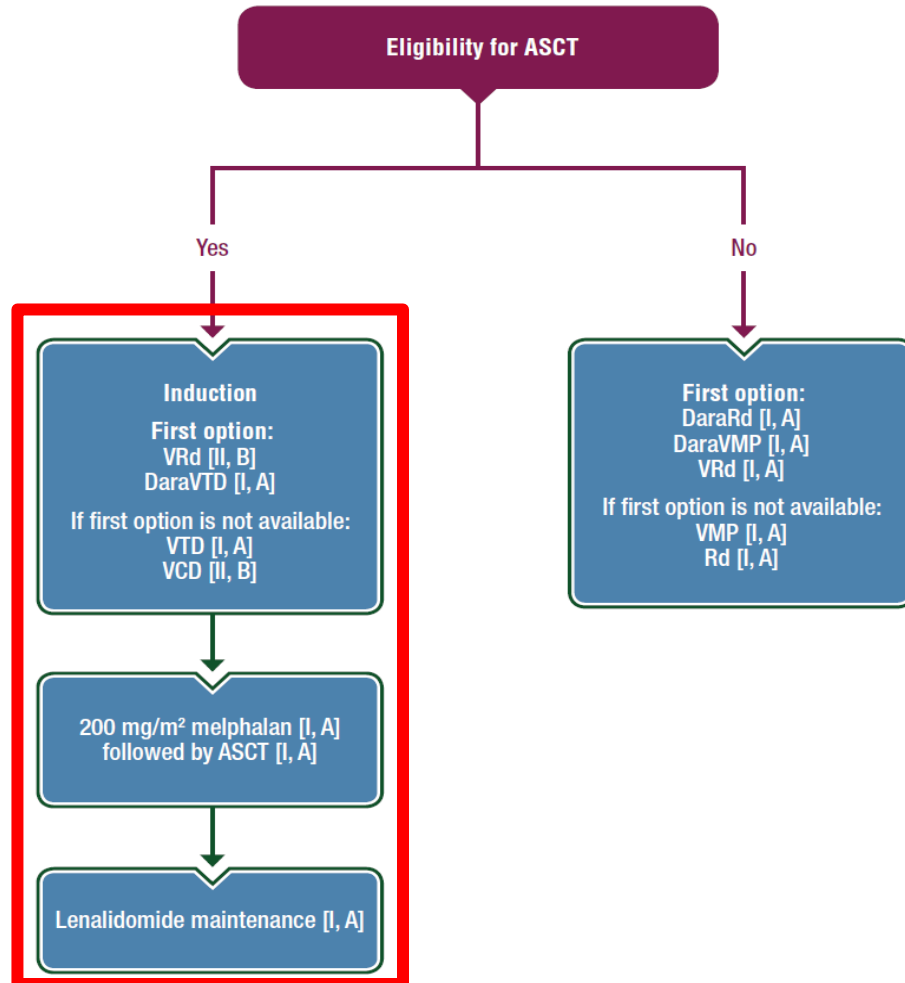 Eligibility for ASCT
Yes
No
Induction
First option:
VRd [II, B]
DaraVTD [I, A]
If first option is not available:
VTD [I, A]
VCD [II, B]
200 mg/m² melphalan [I, A]
followed by ASCT [I, A]
Lenalidomide maintenance [I, A]
First option:
DaraRd [I, A]
DaraVMP [I, A]
VRd [I, A]
If first option is not available:
VMP [I, A]
Rd [I, A]